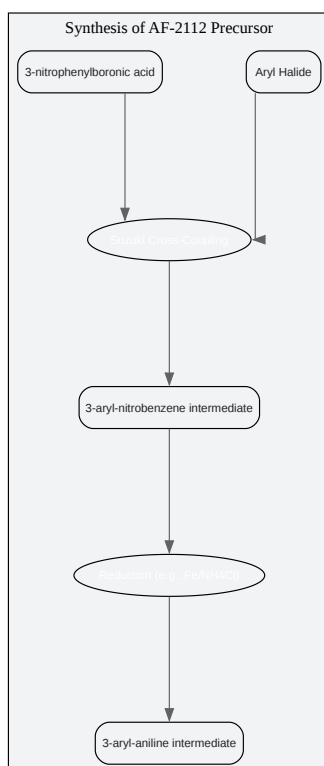 Synthesis of AF-2112 Precursor
3-nitrophenylboronic acid
Aryl Halide
Suzuki Cross-Coupling
3-aryl-nitrobenzene intermediate
Reduction (e.g., Fe/NH4Cl)
3-aryl-aniline intermediate